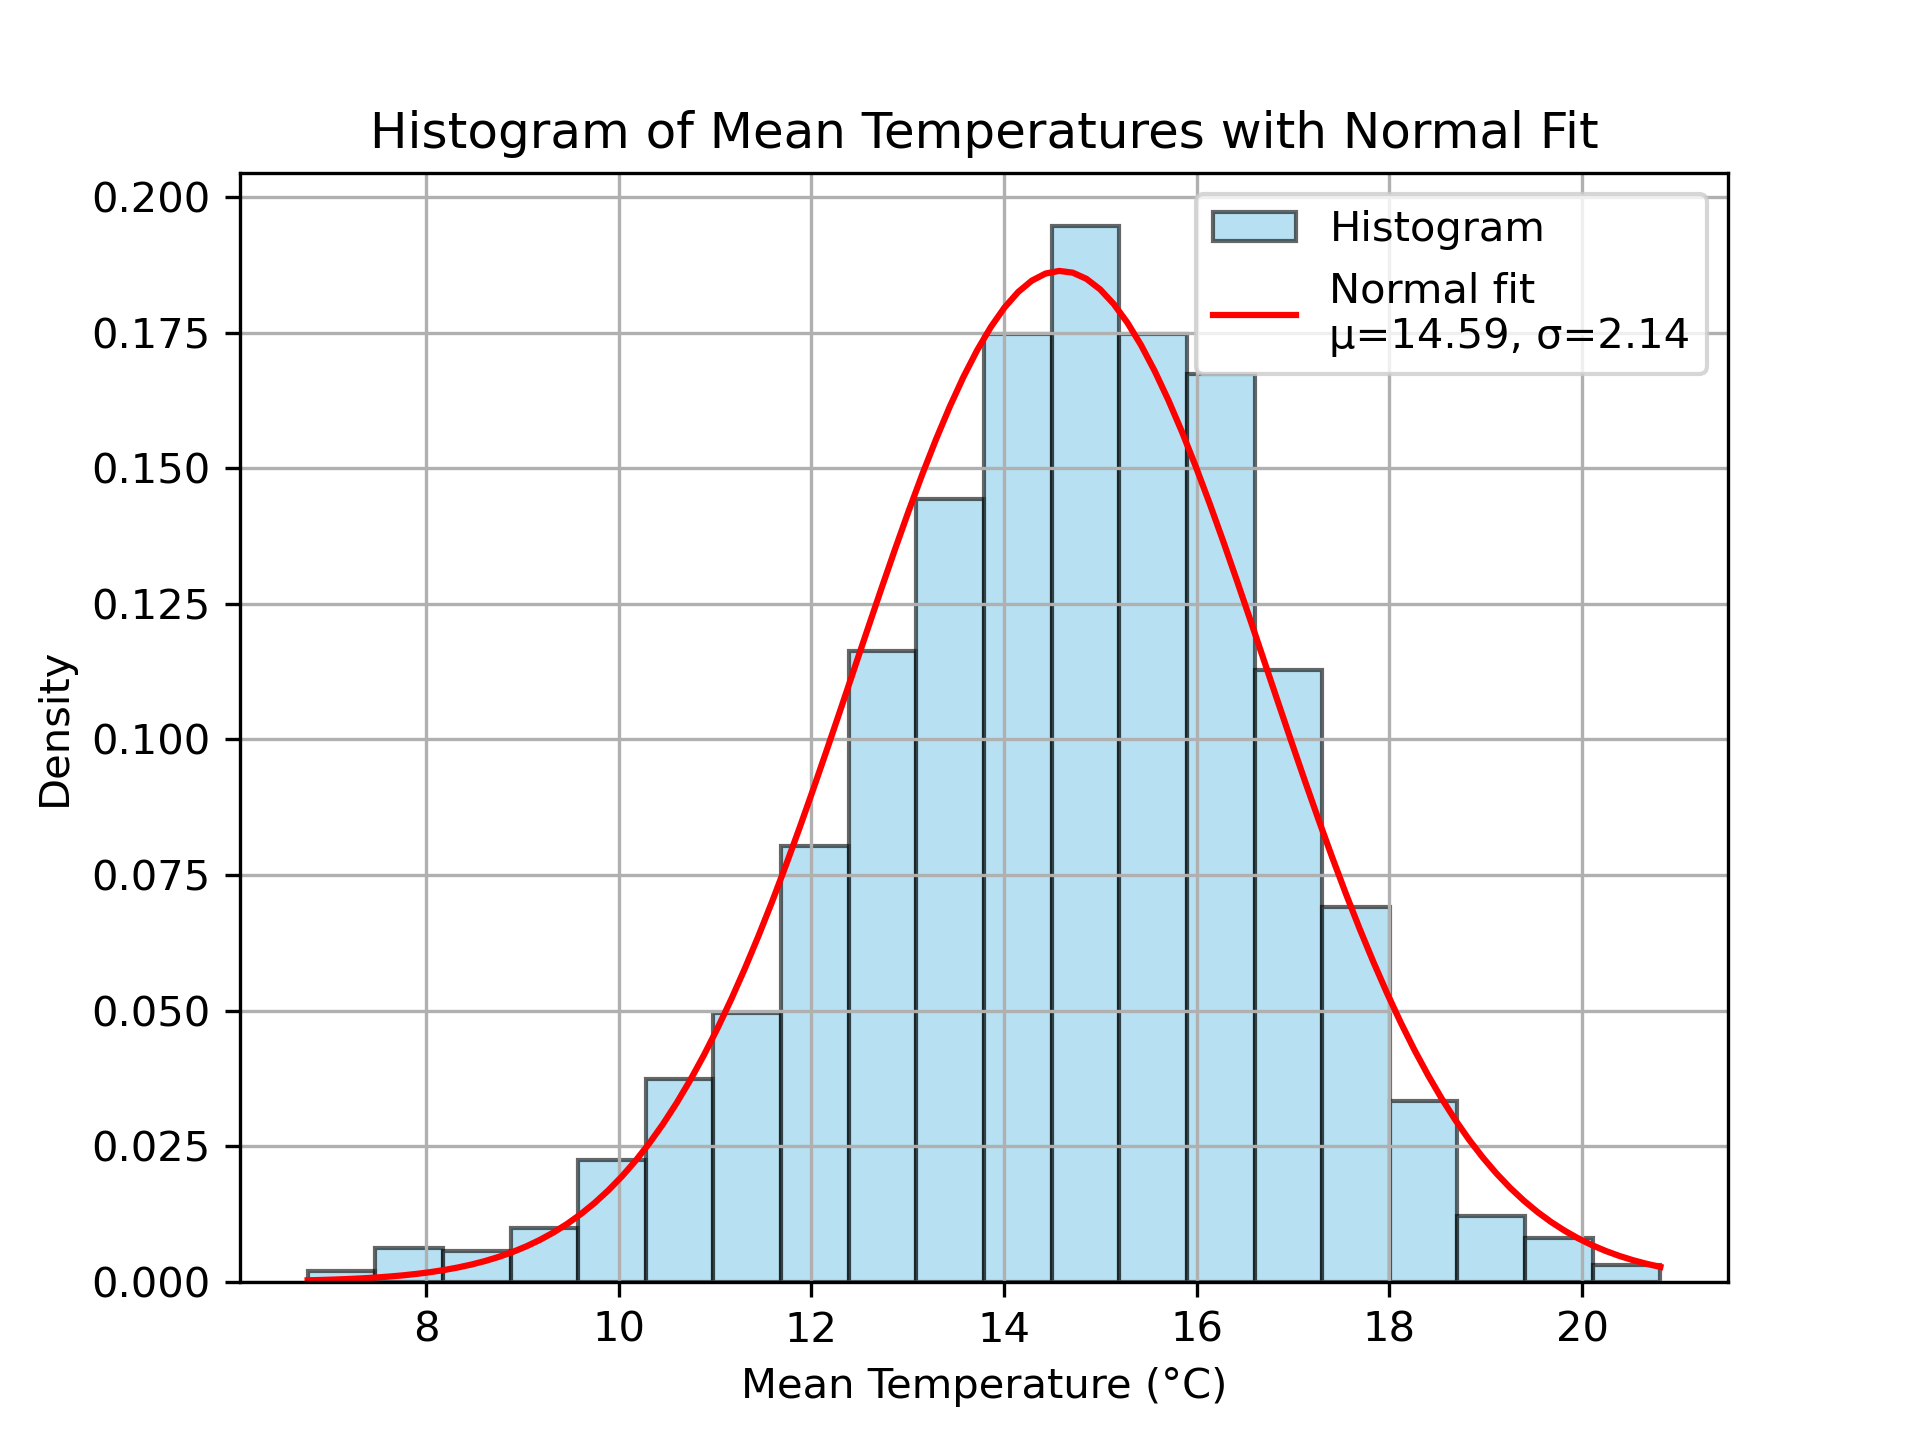 Histogram of Mean Temperatures with Normal Fit
Histogram
Normal fit
μ=14.59, σ=2.14
0.200
0.175
0.150
0.125
0.100
0.075
0.050
0.025
0.000
Density
8 10 12 14 16 18 20
Mean Temperature (°C)